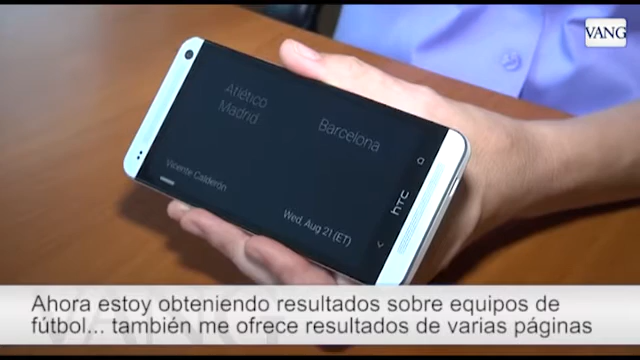 VANG
Atlético
Madrid
Barcelona
Vicente Calderón
Wed, Aug 21 (ET)
hTC
VANG
Ahora estoy obteniendo resultados sobre equipos de
fútbol... también me ofrece resultados de varias páginas